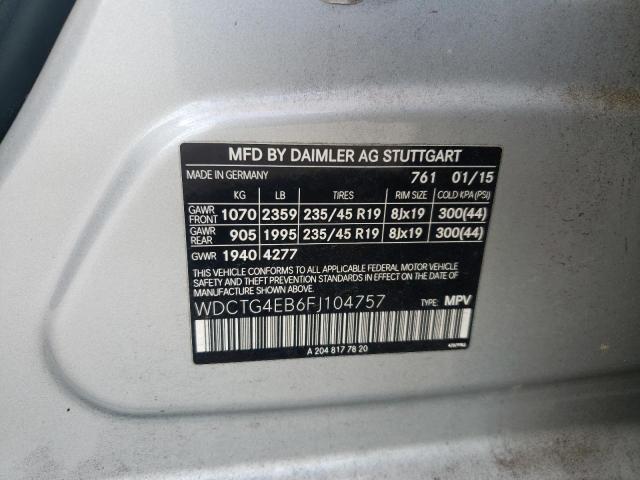 MFD BY DAIMLER AG STUTTGART
MADE IN GERMANY 761 01/15
KG LB TIRES RIM SIZE COLD KPA(PSI)
GAWR FRONT 1070 2359 235/45 R19 8Jx19 300(44)
GAWR REAR 905 1995 235/45 R19 8Jx19 300(44)
GVWR 1940 4277
THIS VEHICLE CONFORMS TO ALL APPLICABLE FEDERAL MOTOR VEHICLE SAFETY, BUMPER AND THEFT PREVENTION STANDARDS IN EFFECT ON THE DATE OF MANUFACTURE SHOWN ABOVE.
WDCTG4EB6FJ104757 TYPE: MPV
A 204 817 78 20